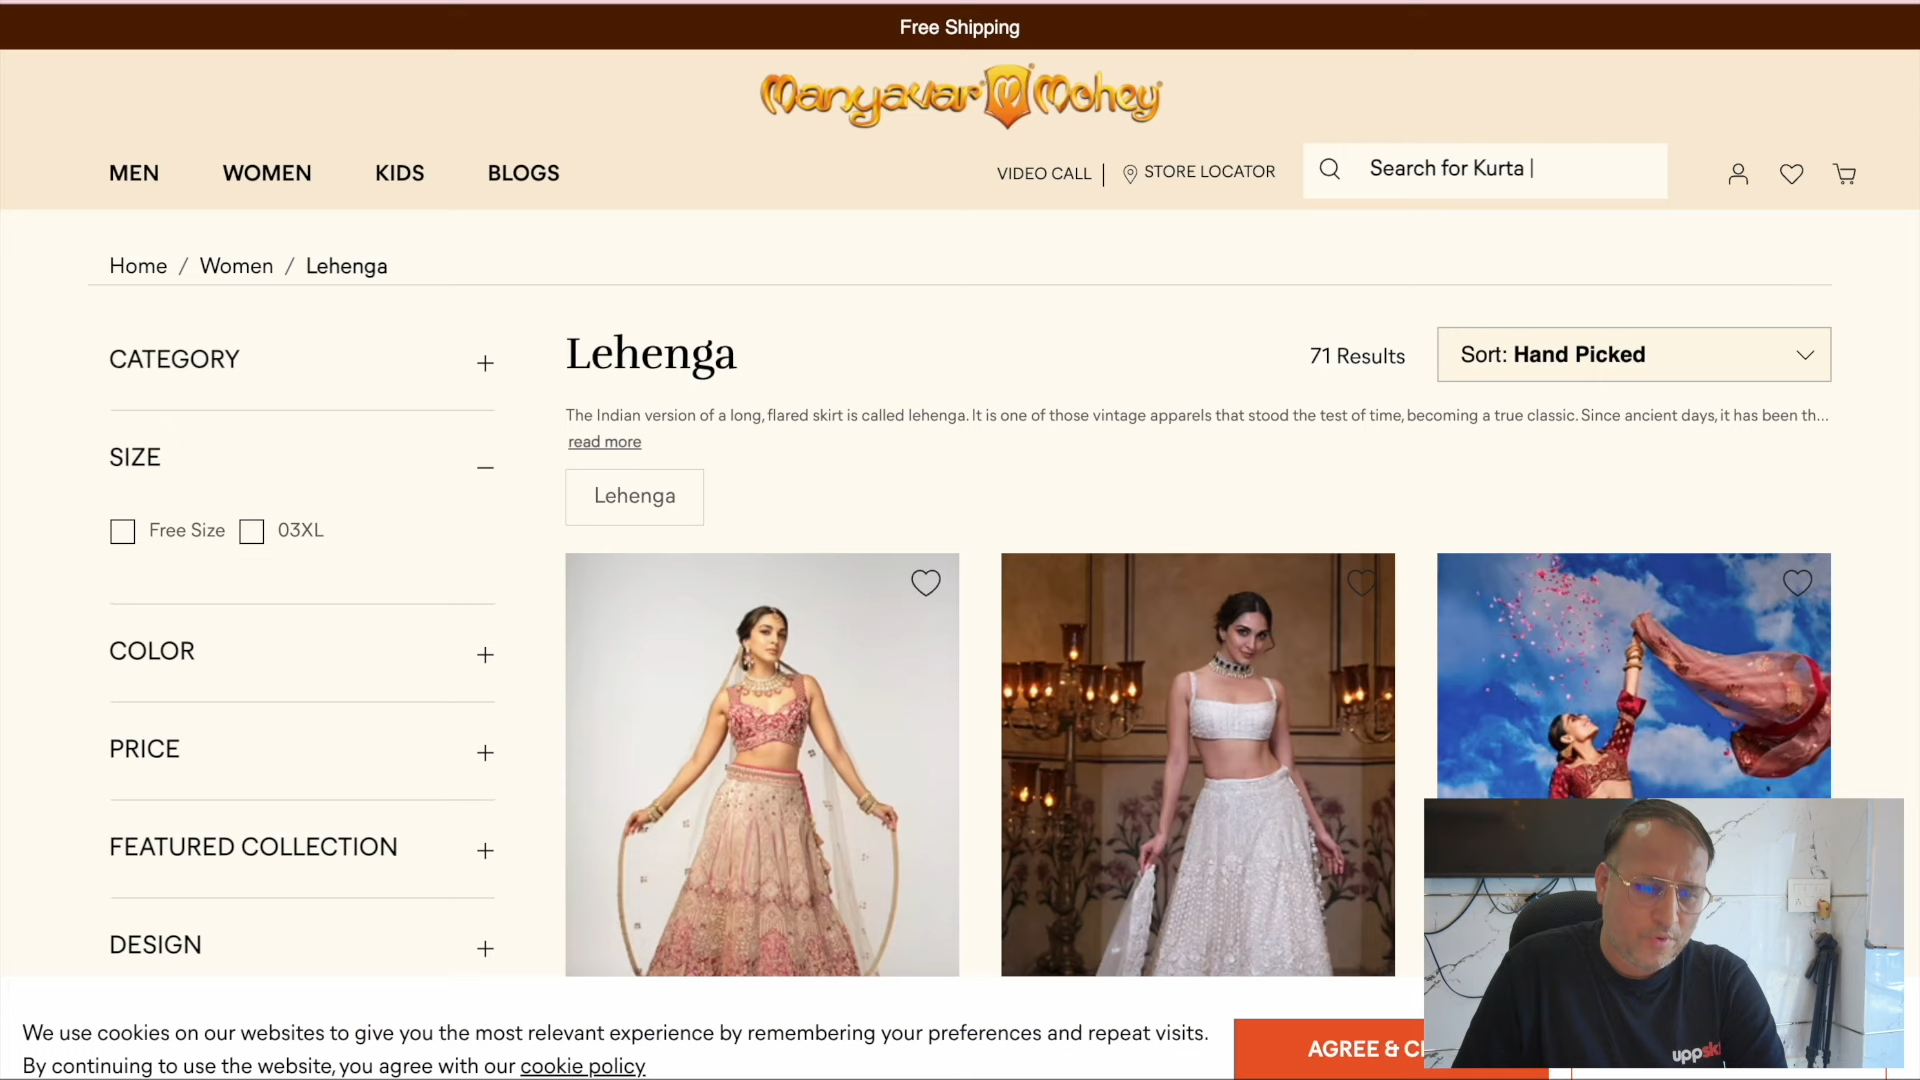 Free Shipping
Manyavar Mohey
MEN WOMEN KIDS BLOGS
VIDEO CALL | STORE LOCATOR
Search for Kurta |
Home / Women / Lehenga
CATEGORY +
SIZE –
Free Size 03XL
COLOR +
PRICE +
FEATURED COLLECTION +
DESIGN +
Lehenga
71 Results
Sort: Hand Picked
The Indian version of a long, flared skirt is called lehenga. It is one of those vintage apparels that stood the test of time, becoming a true classic. Since ancient days, it has been th...
read more
Lehenga
We use cookies on our websites to give you the most relevant experience by remembering your preferences and repeat visits.
By continuing to use the website, you agree with our cookie policy
AGREE &